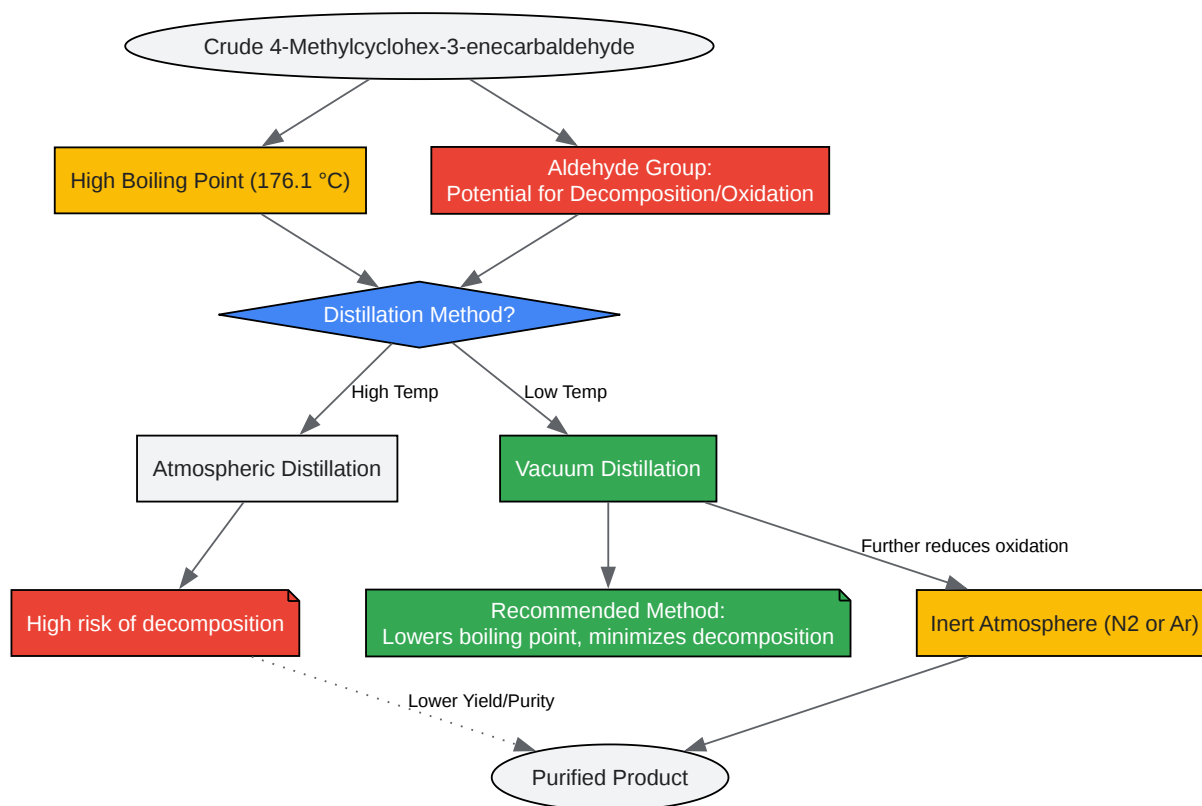 Crude 4-Methylcyclohex-3-enecarbaldehyde
High Boiling Point (176.1 °C)
Aldehyde Group:
Potential for Decomposition/Oxidation
Distillation Method?
High Temp
Low Temp
Atmospheric Distillation
Vacuum Distillation
Further reduces oxidation
High risk of decomposition
Recommended Method:
Lowers boiling point, minimizes decomposition
Inert Atmosphere (N2 or Ar)
Lower Yield/Purity
Purified Product